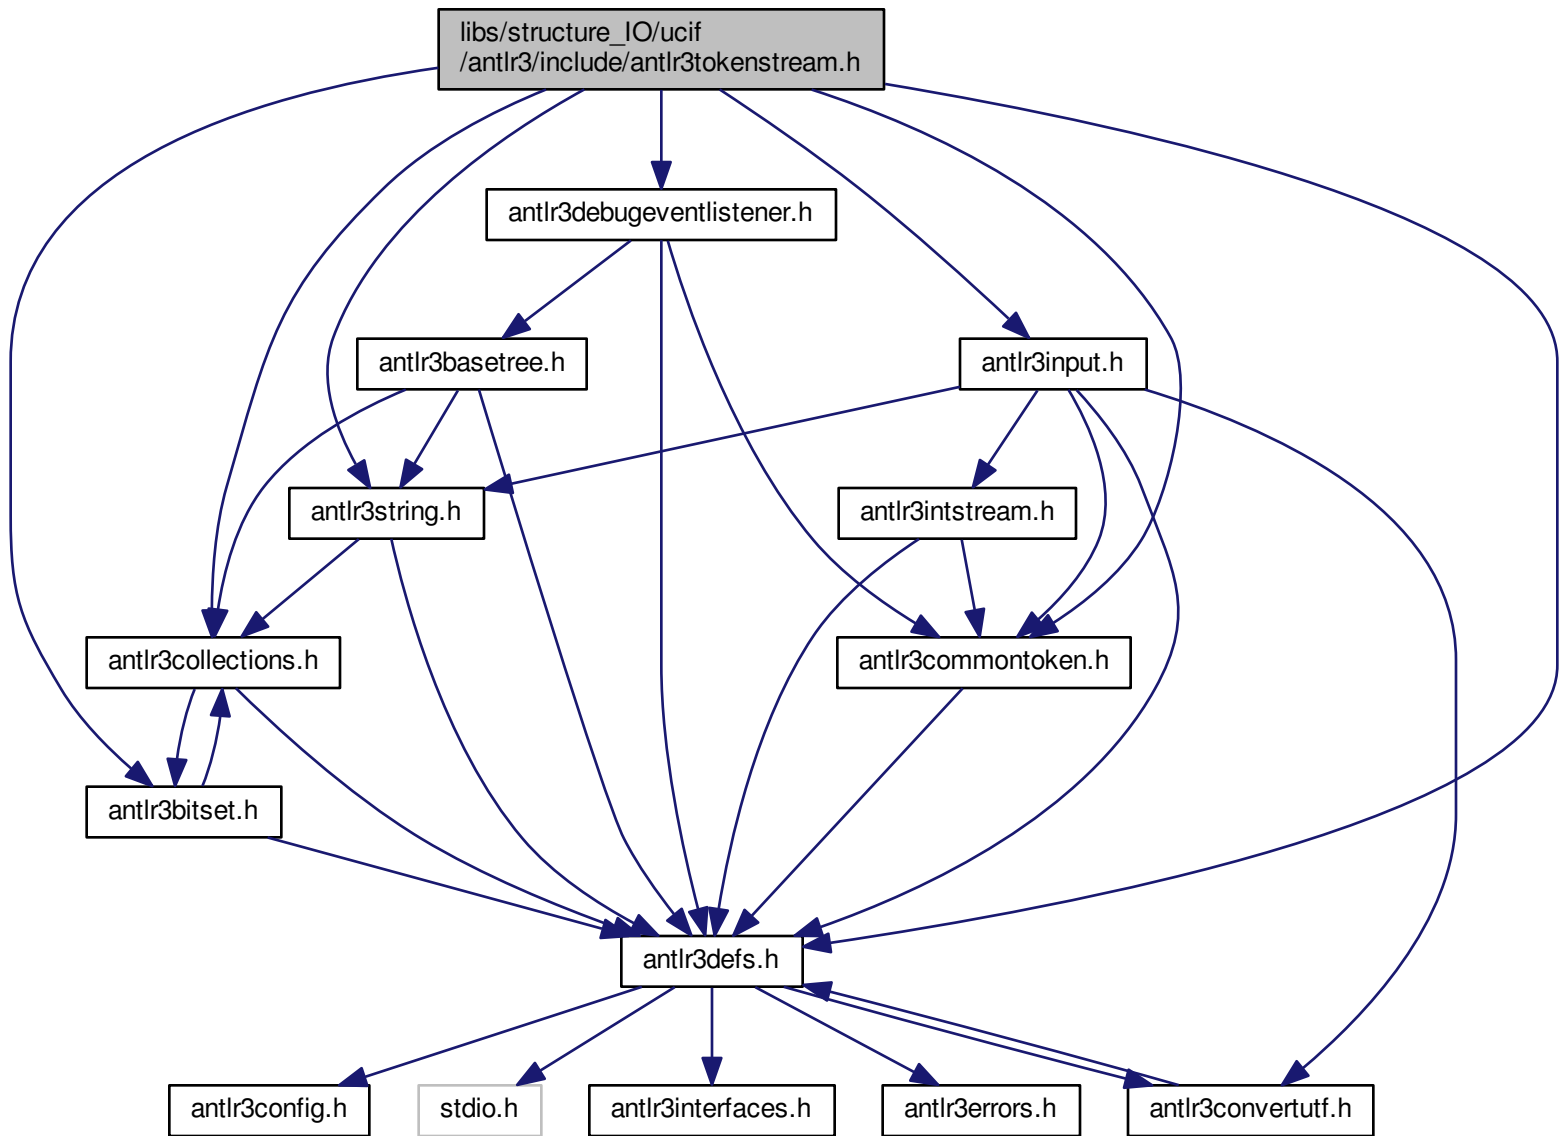 libs/structure_IO/ucif
/antlr3/include/antlr3tokenstream.h
antlr3debugeventlistener.h
antlr3basetree.h
antlr3input.h
antlr3string.h
antlr3intstream.h
antlr3collections.h
antlr3commontoken.h
antlr3bitset.h
antlr3defs.h
antlr3config.h
stdio.h
antlr3interfaces.h
antlr3errors.h
antlr3convertutf.h